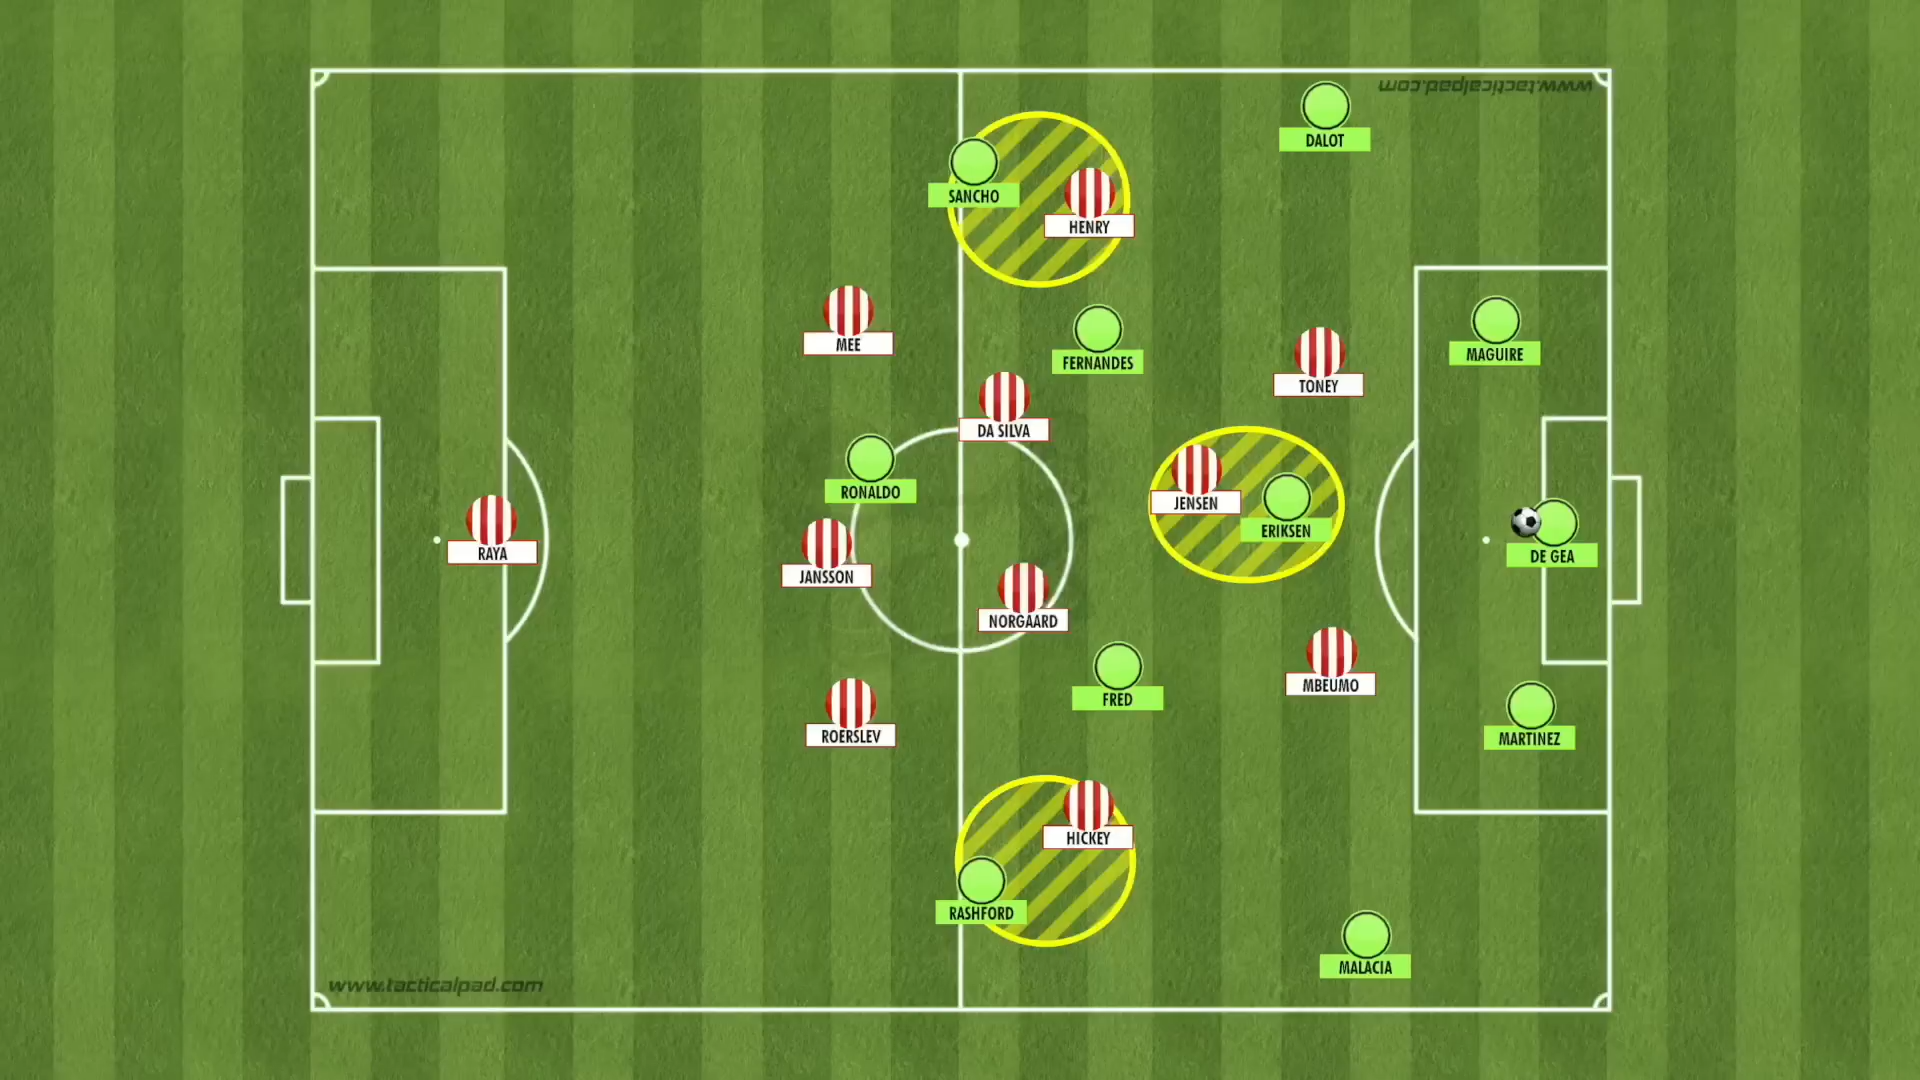 www.tacticalpad.com
DALOT
SANCHO
HENRY
MEE
FERNANDES
MAGUIRE
TONEY
DA SILVA
RONALDO
JENSEN
ERIKSEN
RAYA
DE GEA
JANSSON
NORGAARD
MBEUMO
FRED
ROERSLEV
MARTINEZ
HICKEY
RASHFORD
MALACIA
www.tacticalpad.com